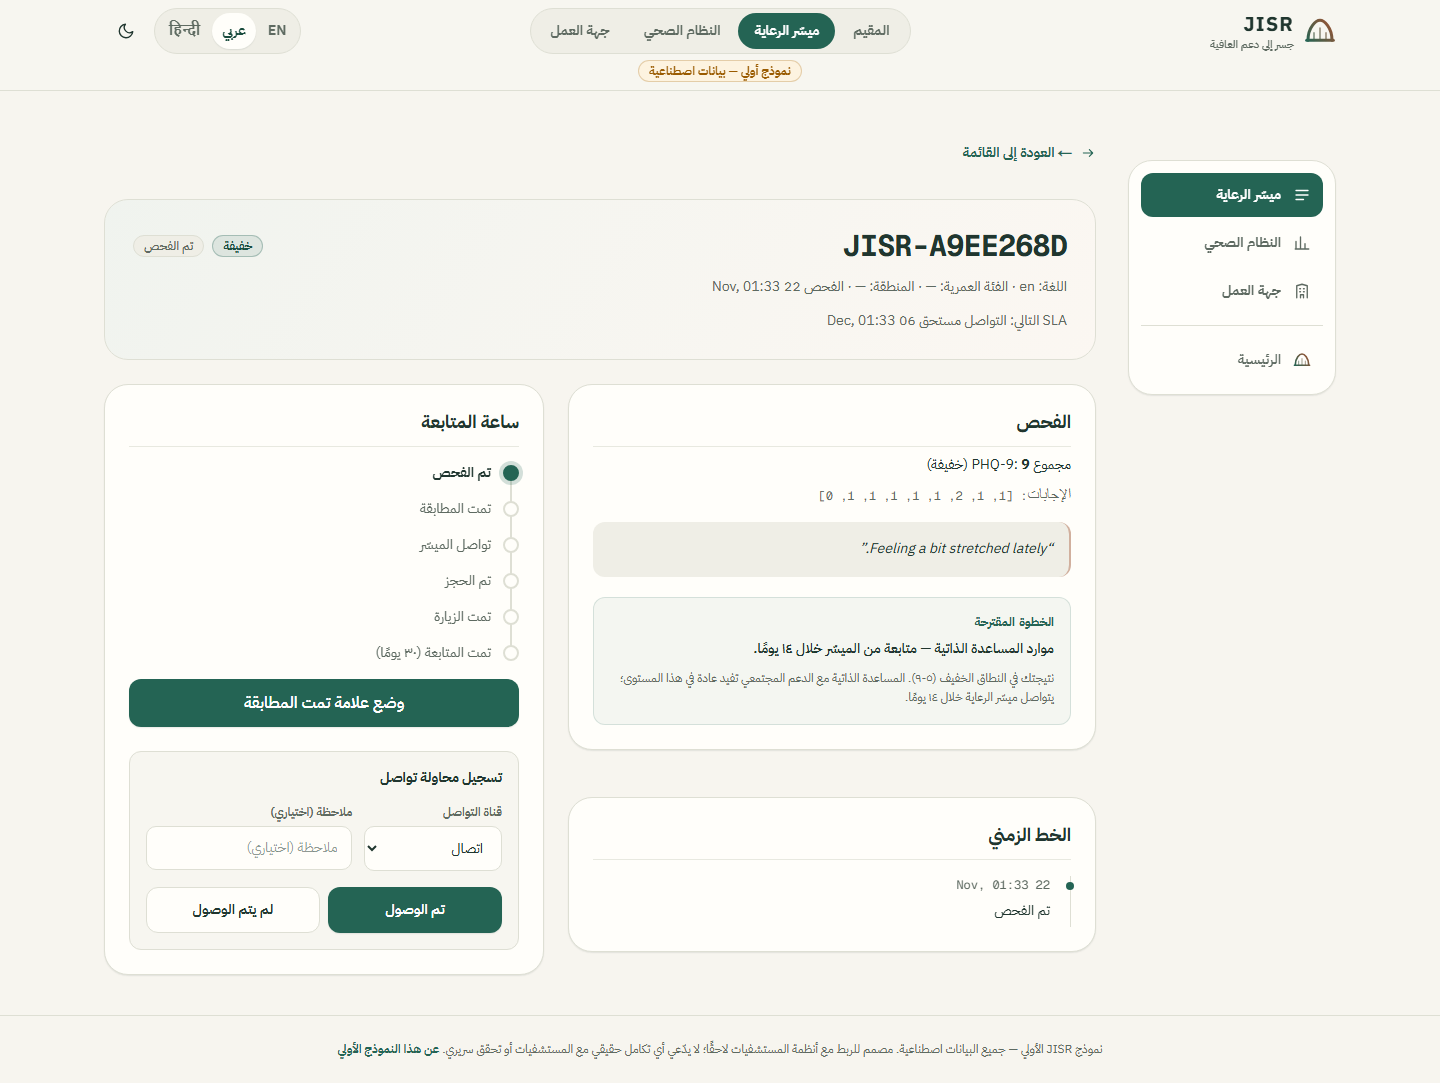 JISR
جسر إلى دعم العافية
المقيم
ميسّر الرعاية
النظام الصحي
جهة العمل
EN
عربي
हिन्दी
نموذج أولي — بيانات اصطناعية
ميسّر الرعاية
النظام الصحي
جهة العمل
الرئيسية
→ ← العودة إلى القائمة
JISR-A9EE268D
خفيفة
تم الفحص
اللغة: en · الفئة العمرية: — · المنطقة: — · الفحص 22 Nov, 01:33
SLA التالي: التواصل مستحق 06 Dec, 01:33
الفحص
مجموع PHQ-9: 9 (خفيفة)
الإجابات: [1, 1, 2, 1, 1, 1, 1, 1, 0]
“Feeling a bit stretched lately.”
الخطوة المقترحة
موارد المساعدة الذاتية — متابعة من الميسّر خلال ١٤ يومًا.
نتيجتك في النطاق الخفيف (٥-٩). المساعدة الذاتية مع الدعم المجتمعي تفيد عادة في هذا المستوى؛
يتواصل ميسّر الرعاية خلال ١٤ يومًا.
الخط الزمني
22 Nov, 01:33
تم الفحص
ساعة المتابعة
تم الفحص
تمت المطابقة
تواصل الميسّر
تم الحجز
تمت الزيارة
تمت المتابعة (٣٠ يومًا)
وضع علامة تمت المطابقة
تسجيل محاولة تواصل
قناة التواصل
ملاحظة (اختياري)
اتصال
ملاحظة (اختياري)
تم الوصول
لم يتم الوصول
نموذج JISR الأولي — جميع البيانات اصطناعية. مصمم للربط مع أنظمة المستشفيات لاحقًا؛ لا يدّعي أي تكامل حقيقي مع المستشفيات أو تحقق سريري. عن هذا النموذج الأولي